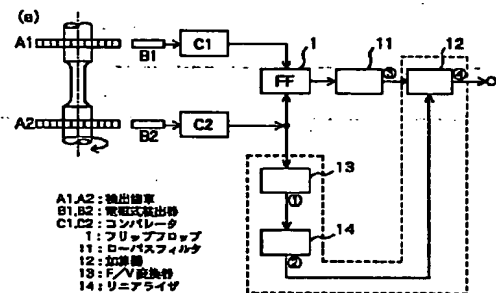 (a)
A1
B1
C1
1
FF
11
③
12
④
A2
B2
C2
13
①
14
②
A1,A2：検出歯車
B1,B2：電磁式検出器
C1,C2：コンパレータ
1：フリップフロップ
11：ローパスフィルタ
12：加算器
13：F／V変換器
14：リニアライザ